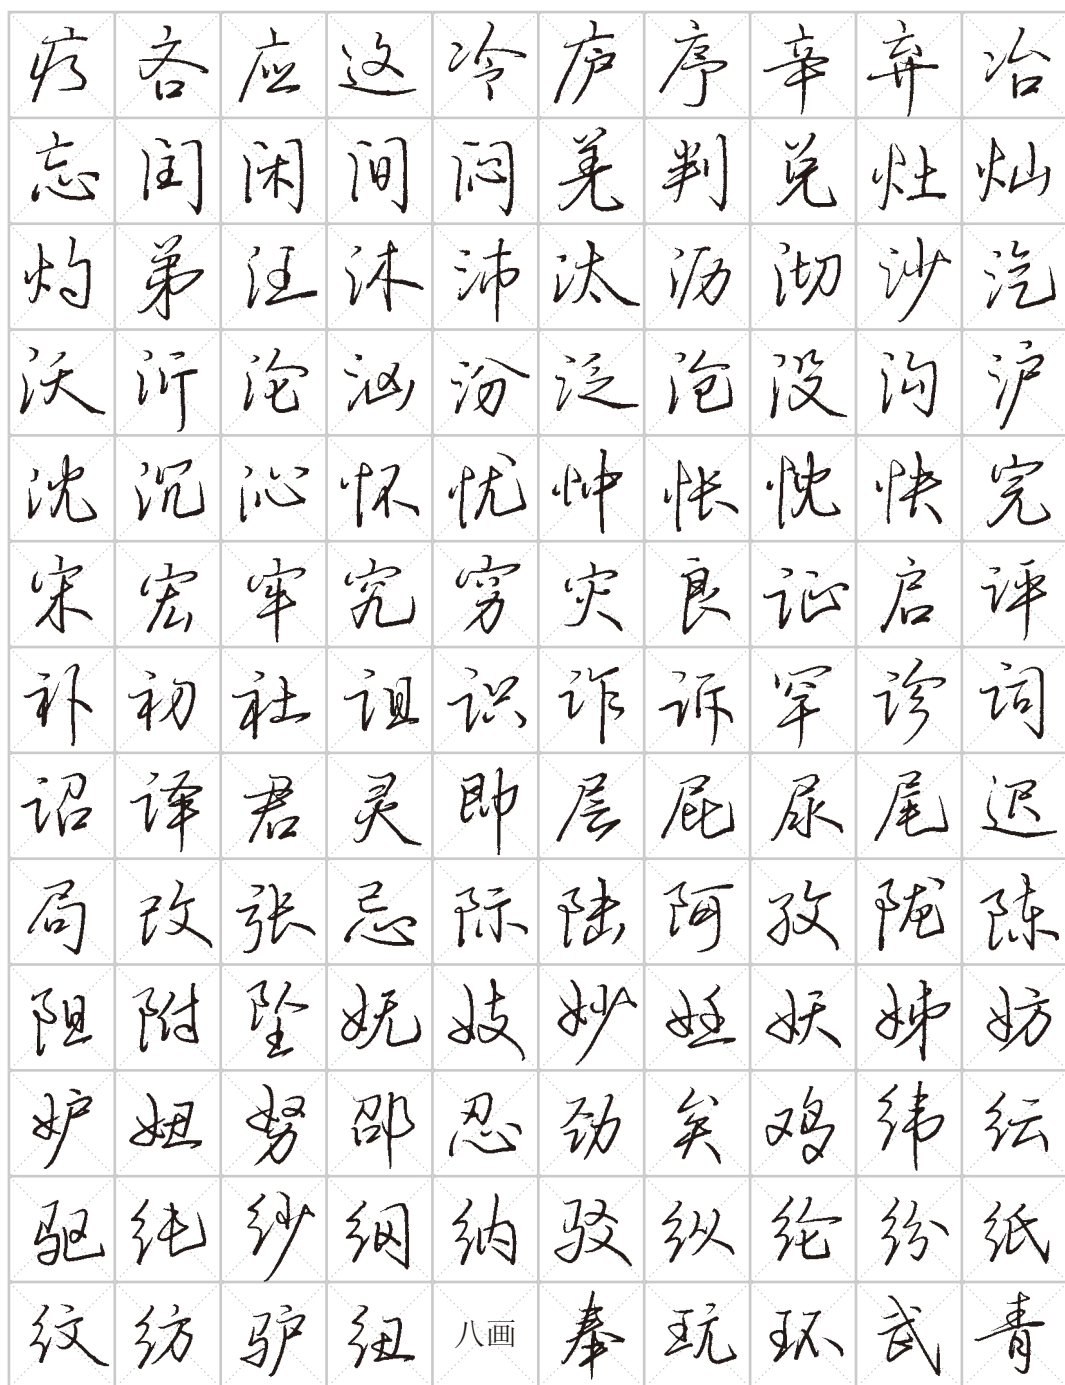 疗吝应这冷庐序辛弃冶
忘闰闲间闷羌判兑灶灿
灼弟汪沐沛汰沥沏沙汽
沃沂沦汹汾泛沧没沟沪
沈沉沁怀忧忡怅忱快完
宋宏牢究穷灾良证启评
补初社诅识诈诉罕诊词
诏译君灵即层屁尿尾迟
局改张忌际陆阿孜陇陈
阻附坠妩妓妙妊妖姊妨
妒妞努邵忍劲矣鸡纬纭
驱纯纱纲纳驳纵纶纷纸
纹纺驴纽八画奉玩环武青